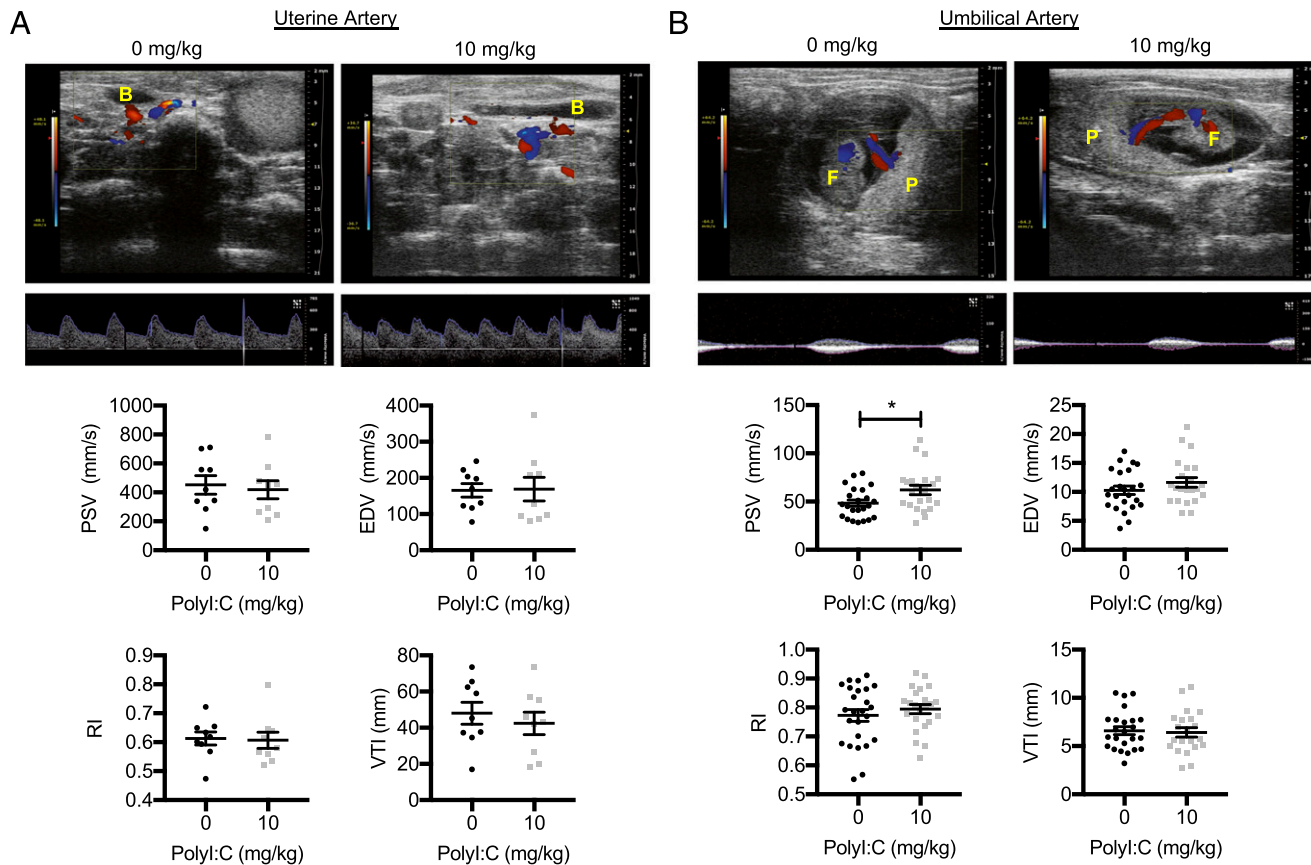 A
Uterine Artery
0 mg/kg
10 mg/kg
B
B
B
Umbilical Artery
0 mg/kg
10 mg/kg
F
P
P
F
PSV (mm/s)
1000
800
600
400
200
0
0
10
PolyI:C (mg/kg)
EDV (mm/s)
400
300
200
100
0
0
10
PolyI:C (mg/kg)
RI
0.9
0.8
0.7
0.6
0.5
0.4
0
10
PolyI:C (mg/kg)
VTI (mm)
80
60
40
20
0
0
10
PolyI:C (mg/kg)
PSV (mm/s)
150
100
50
0
*
0
10
PolyI:C (mg/kg)
EDV (mm/s)
25
20
15
10
5
0
0
10
PolyI:C (mg/kg)
RI
1.0
0.9
0.8
0.7
0.6
0.5
0
10
PolyI:C (mg/kg)
VTI (mm)
15
10
5
0
0
10
PolyI:C (mg/kg)